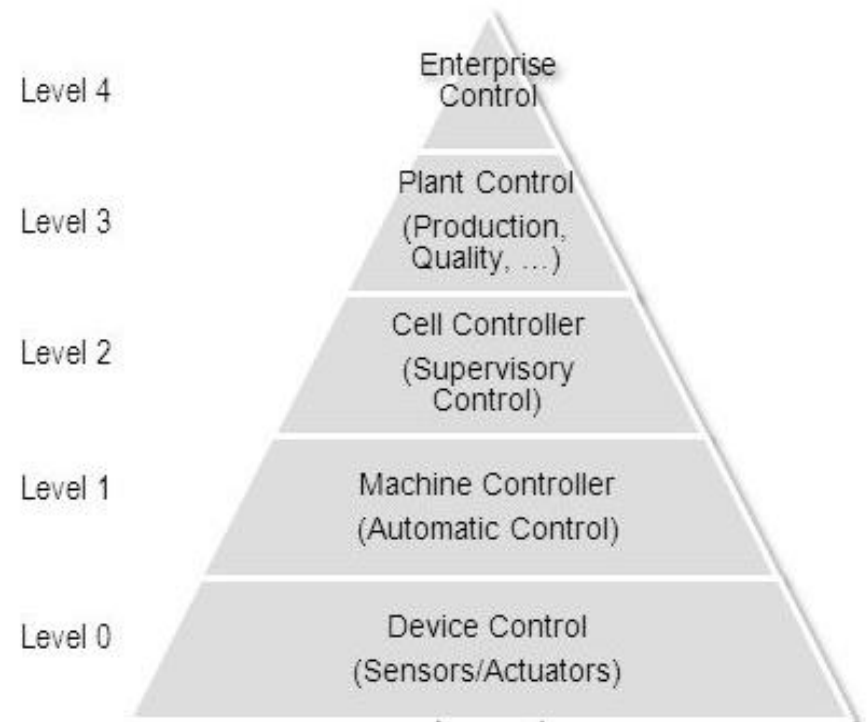 Level 4
Enterprise
Control
Level 3
Plant Control
(Production,
Quality, …)
Level 2
Cell Controller
(Supervisory
Control)
Level 1
Machine Controller
(Automatic Control)
Level 0
Device Control
(Sensors/Actuators)